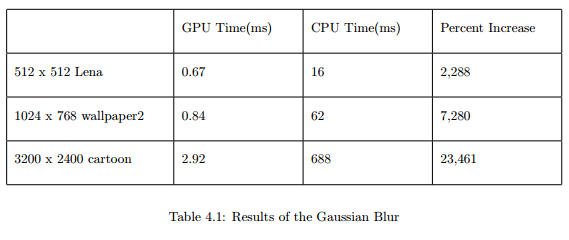 GPU Time(ms) CPU Time(ms) Percent Increase
512 x 512 Lena 0.67 16 2,288
1024 x 768 wallpaper2 0.84 62 7,280
3200 x 2400 cartoon 2.92 688 23,461
Table 4.1: Results of the Gaussian Blur